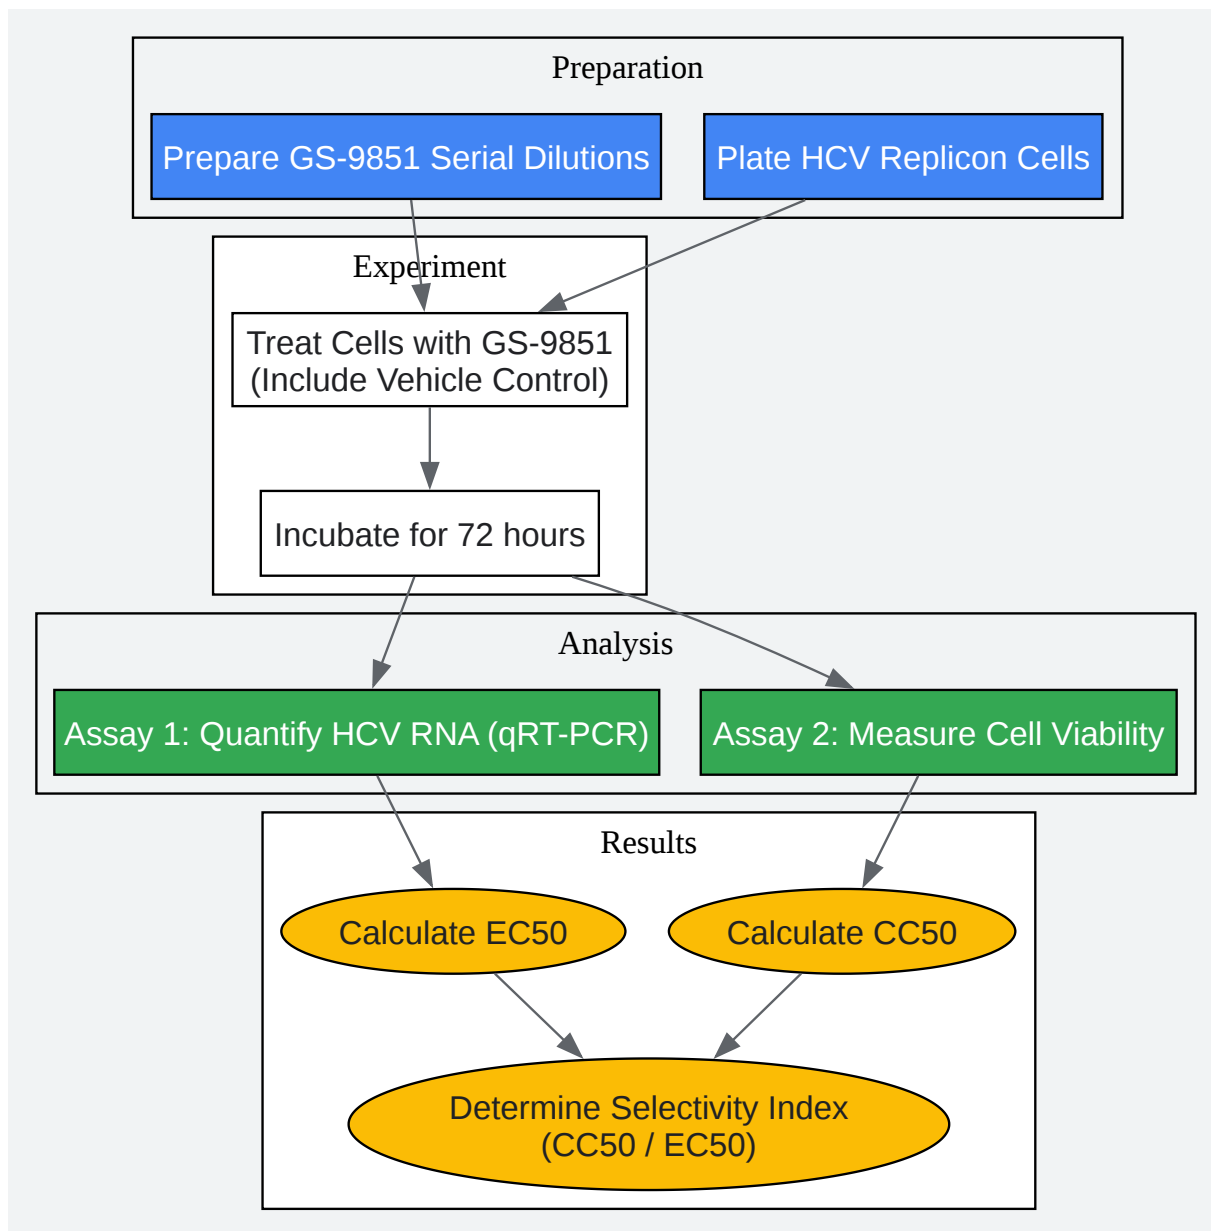 Preparation
Prepare GS-9851 Serial Dilutions
Plate HCV Replicon Cells
Experiment
Treat Cells with GS-9851
(Include Vehicle Control)
Incubate for 72 hours
Analysis
Assay 1: Quantify HCV RNA (qRT-PCR)
Assay 2: Measure Cell Viability
Results
Calculate EC50
Calculate CC50
Determine Selectivity Index
(CC50 / EC50)